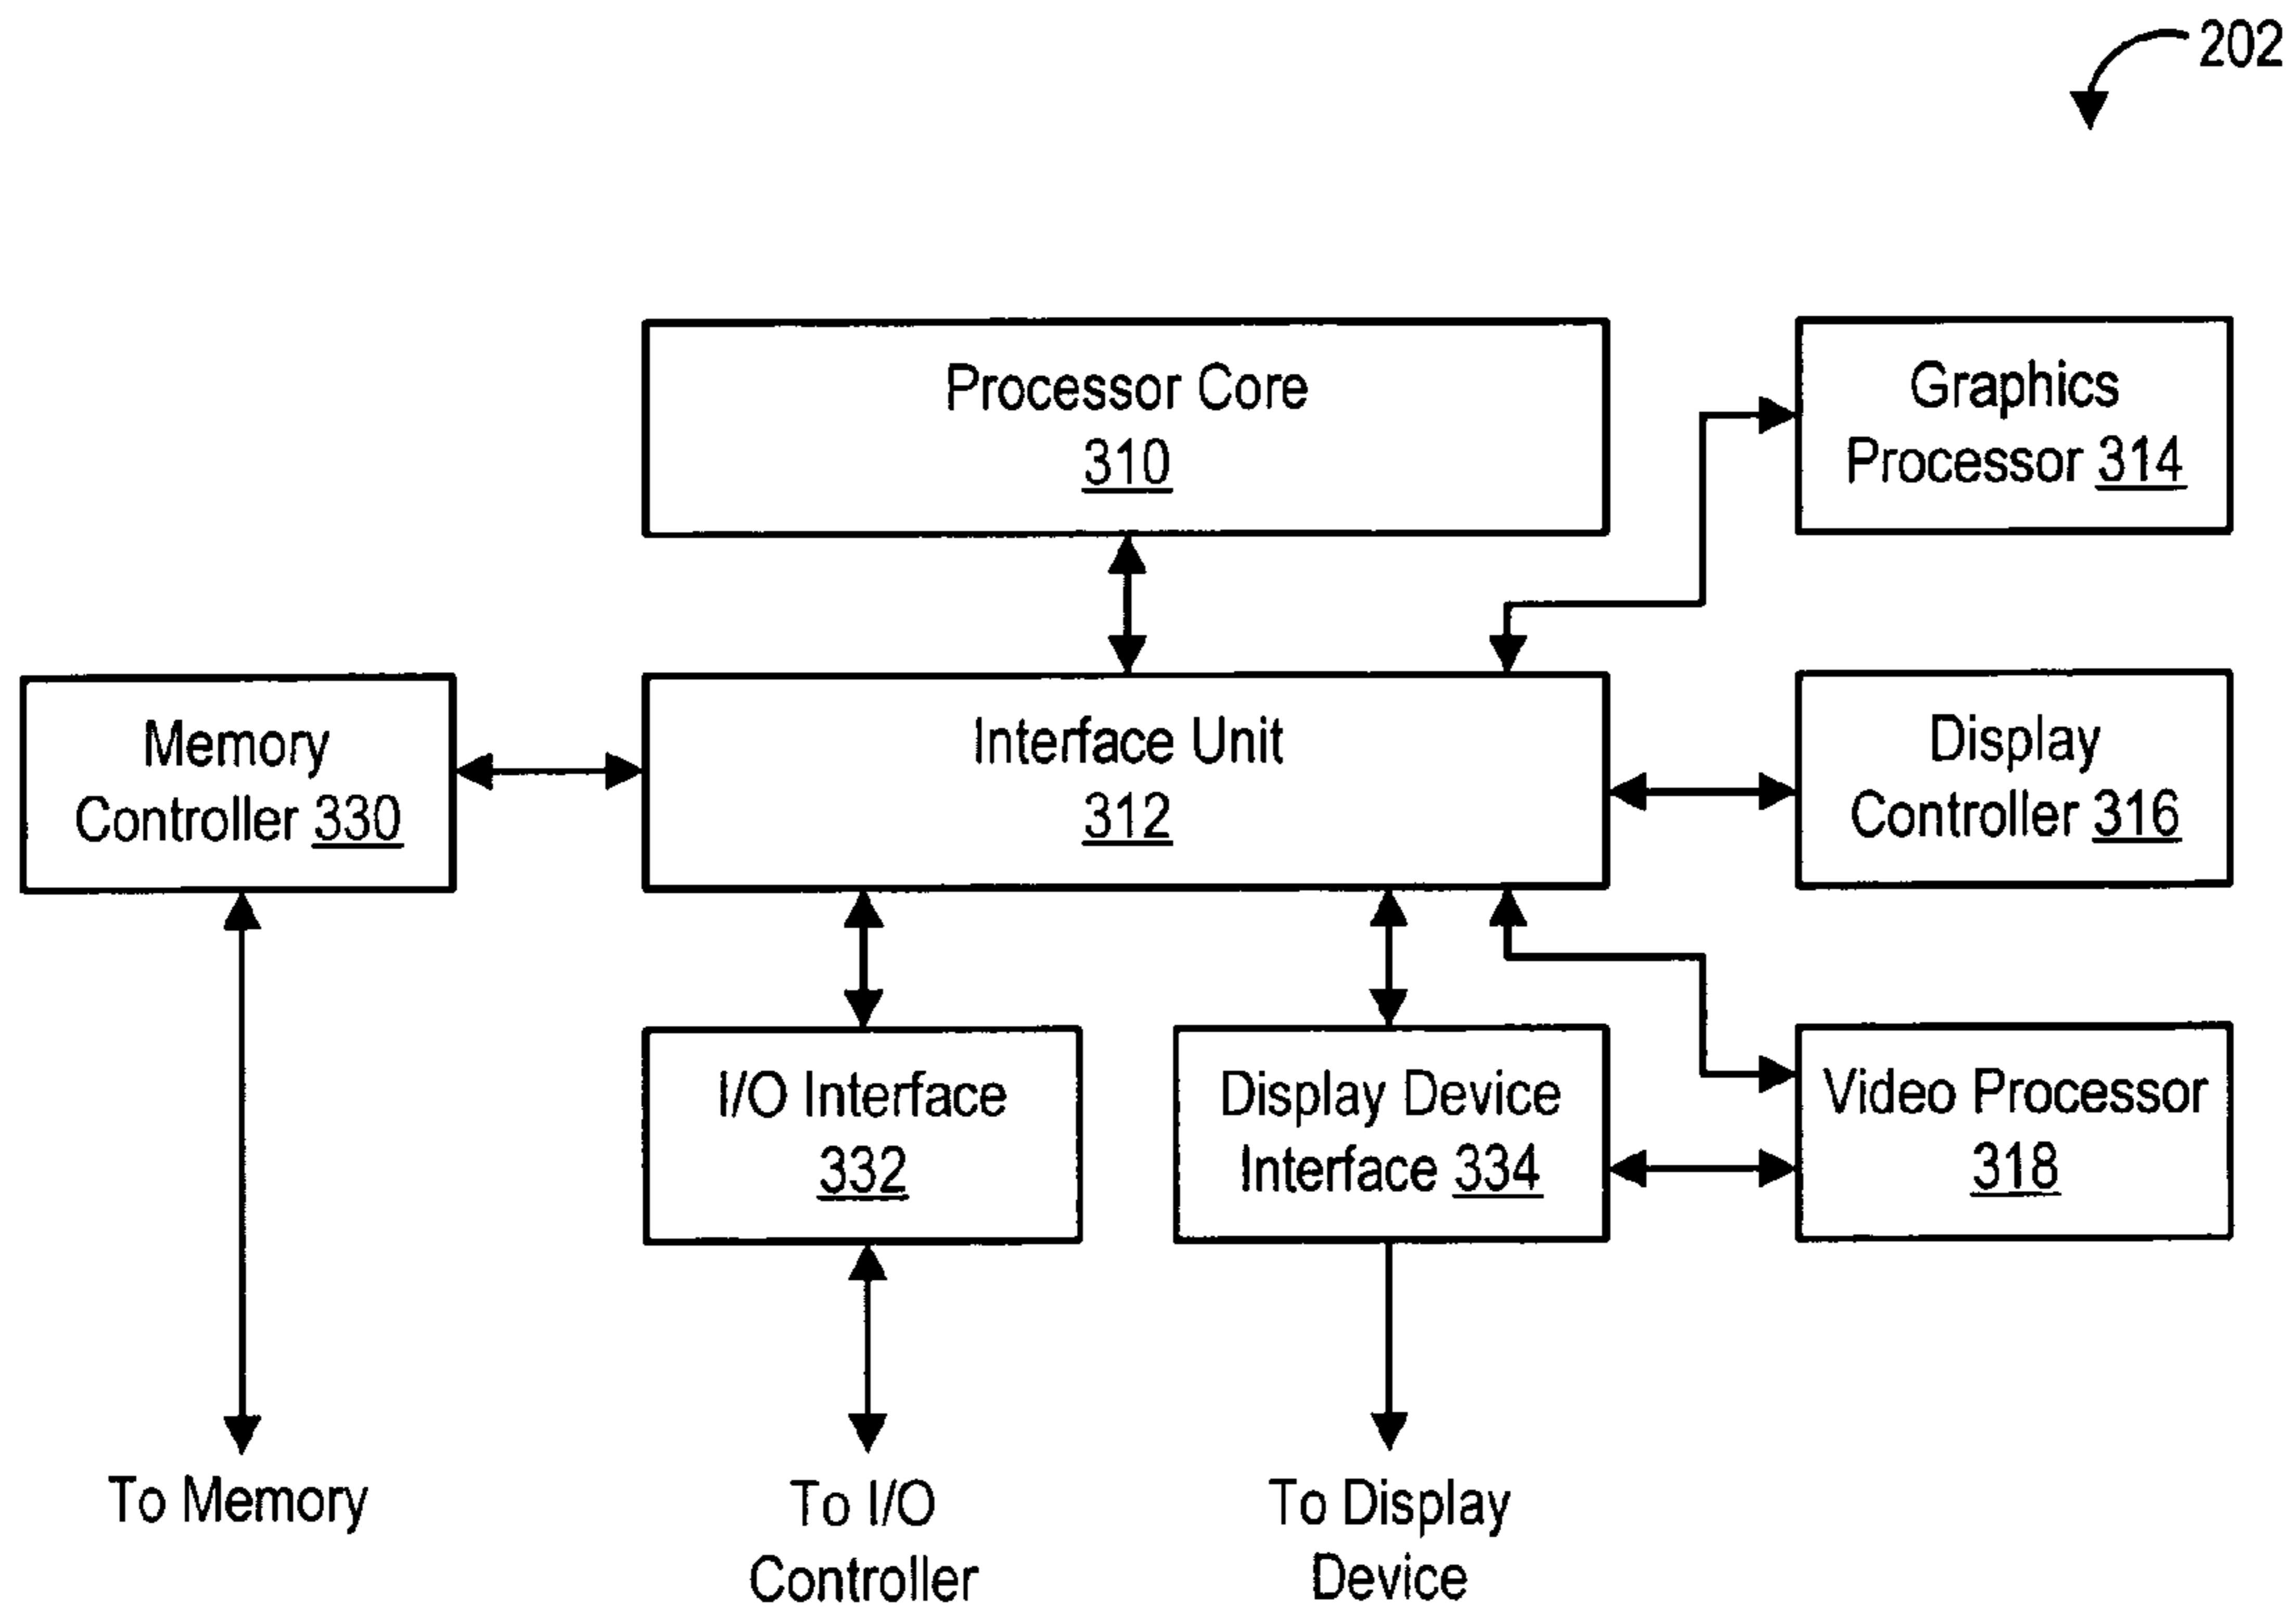 202
Processor Core
310
Graphics
Processor 314
Memory
Controller 330
Interface Unit
312
Display
Controller 316
I/O Interface
332
Display Device
Interface 334
Video Processor
318
To Memory
To I/O
Controller
To Display
Device